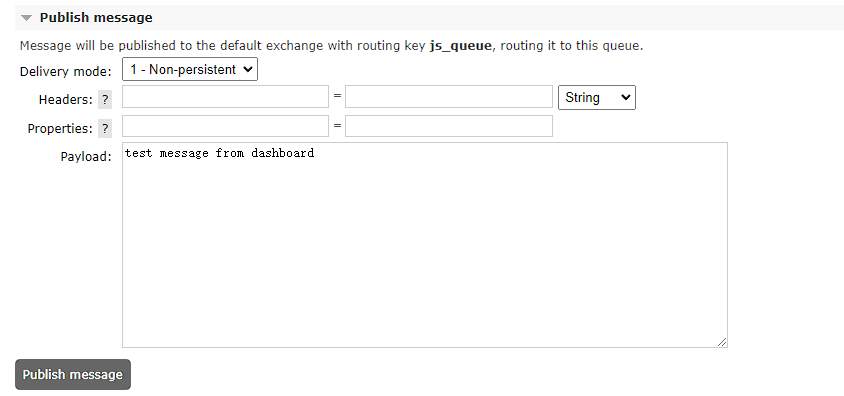 Publish message
Message will be published to the default exchange with routing key js_queue, routing it to this queue.
Delivery mode: 1 - Non-persistent
Headers: ? = String
Properties: ? =
Payload: test message from dashboard
Publish message